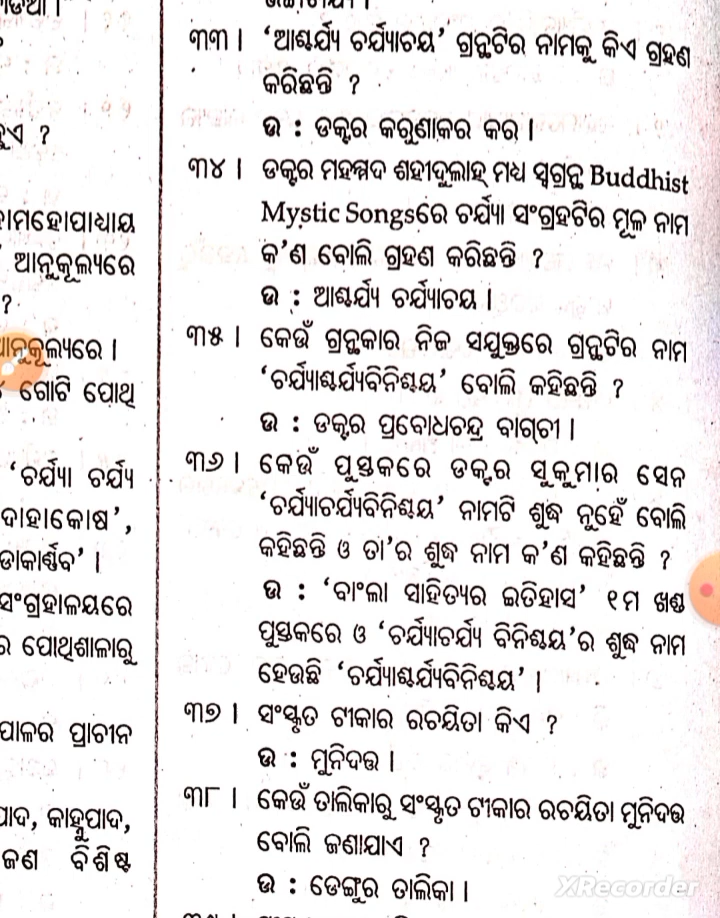 ହୁଏ ?
ମହୋପାଧ୍ୟାୟ
ଆନୁକୂଲ୍ୟରେ
?
ଆନୁକୂଲ୍ୟରେ |
ଗୋଟି ପୋଥି
‘ଚର୍ଯ୍ୟା ଚର୍ଯ୍ୟ
ଦାହାକୋଷ’,
ଡାକାର୍ଣ୍ଣବ’ |
ସଂଗ୍ରହାଳୟରେ
ର ପୋଥିଶାଳାରୁ
ପାଳର ପ୍ରାଚୀନ
ପାଦ, କାହ୍ନୁପାଦ,
ଜଣ ବିଶିଷ୍ଟ
୩୩ | ‘ଆଶ୍ଚର୍ଯ୍ୟ ଚର୍ଯ୍ୟାଚୟ’ ଗ୍ରନ୍ଥଟିର ନାମକୁ କିଏ ଗ୍ରହଣ
କରିଛନ୍ତି ?
ଉ : ଡକ୍ଟର କରୁଣାକର କର |
୩୪ | ଡକ୍ଟର ମହମ୍ମଦ ଶହୀଦୁଲାହ୍ ମଧ୍ୟ ସ୍ୱଗ୍ରନ୍ଥ Buddhist
Mystic Songsରେ ଚର୍ଯ୍ୟା ସଂଗ୍ରହଟିର ମୂଳ ନାମ
କ’ଣ ବୋଲି ଗ୍ରହଣ କରିଛନ୍ତି ?
ଉ : ଆଶ୍ଚର୍ଯ୍ୟ ଚର୍ଯ୍ୟାଚୟ |
୩୫ | କେଉଁ ଗ୍ରନ୍ଥକାର ନିଜ ସଯୁକ୍ତରେ ଗ୍ରନ୍ଥଟିର ନାମ
‘ଚର୍ଯ୍ୟାଶ୍ଚର୍ଯ୍ୟବିନିଶ୍ଚୟ’ ବୋଲି କହିଛନ୍ତି ?
ଉ : ଡକ୍ଟର ପ୍ରବୋଧଚନ୍ଦ୍ର ବାଗ୍‌ଚୀ |
୩୬ | କେଉଁ ପୁସ୍ତକରେ ଡକ୍ଟର ସୁକୁମାର ସେନ
‘ଚର୍ଯ୍ୟାଚର୍ଯ୍ୟବିନିଶ୍ଚୟ’ ନାମଟି ଶୁଦ୍ଧ ନୁହେଁ ବୋଲି
କହିଛନ୍ତି ଓ ତା’ର ଶୁଦ୍ଧ ନାମ କ’ଣ କହିଛନ୍ତି ?
ଉ : ‘ବାଂଲା ସାହିତ୍ୟର ଇତିହାସ’ ୧ମ ଖଣ୍ଡ
ପୁସ୍ତକରେ ଓ ‘ଚର୍ଯ୍ୟାଚର୍ଯ୍ୟ ବିନିଶ୍ଚୟ’ର ଶୁଦ୍ଧ ନାମ
ହେଉଛି ‘ଚର୍ଯ୍ୟାଶ୍ଚର୍ଯ୍ୟବିନିଶ୍ଚୟ’ |
୩୭ | ସଂସ୍କୃତ ଟୀକାର ରଚୟିତା କିଏ ?
ଉ : ମୁନିଦତ୍ତ |
୩୮ | କେଉଁ ତାଲିକାରୁ ସଂସ୍କୃତ ଟୀକାର ରଚୟିତା ମୁନିଦତ୍ତ
ବୋଲି ଜଣାଯାଏ ?
ଉ : ତେଙ୍ଗୁର ତାଲିକା |
XRecorder